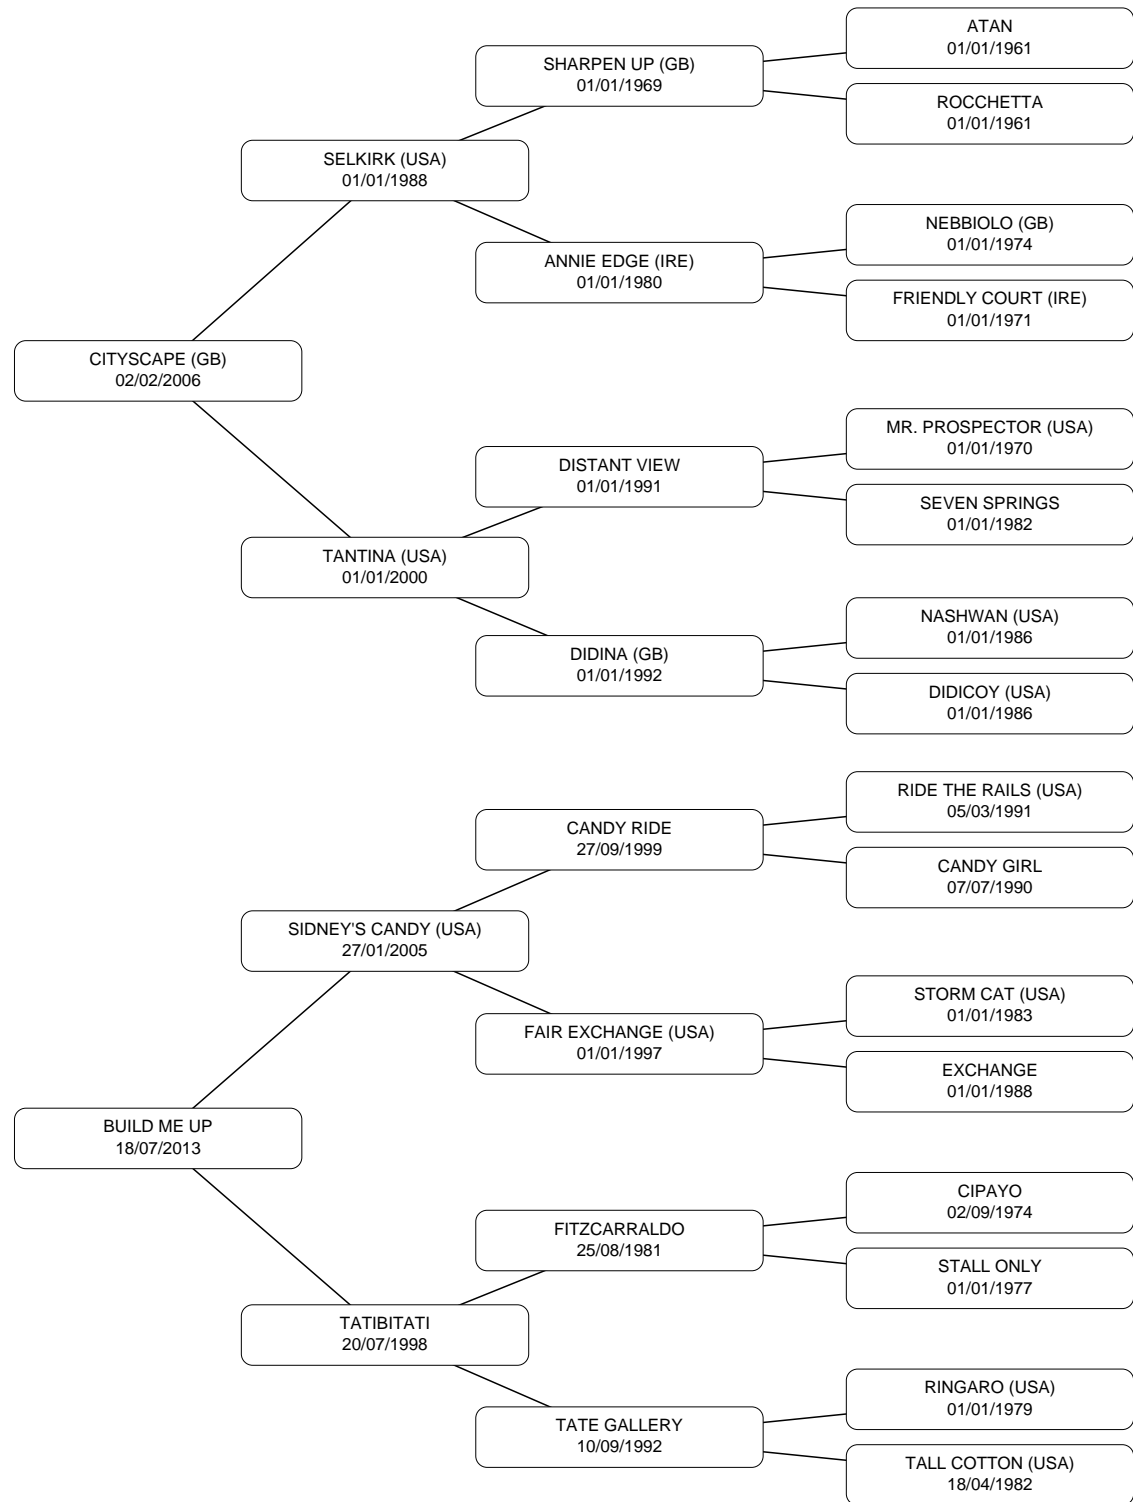 ATAN
01/01/1961
SHARPEN UP (GB)
01/01/1969
ROCCHETTA
01/01/1961
SELKIRK (USA)
01/01/1988
NEBBIOLO (GB)
01/01/1974
ANNIE EDGE (IRE)
01/01/1980
FRIENDLY COURT (IRE)
01/01/1971
CITYSCAPE (GB)
02/02/2006
MR. PROSPECTOR (USA)
01/01/1970
DISTANT VIEW
01/01/1991
SEVEN SPRINGS
01/01/1982
TANTINA (USA)
01/01/2000
NASHWAN (USA)
01/01/1986
DIDINA (GB)
01/01/1992
DIDICOY (USA)
01/01/1986
RIDE THE RAILS (USA)
05/03/1991
CANDY RIDE
27/09/1999
CANDY GIRL
07/07/1990
SIDNEY'S CANDY (USA)
27/01/2005
STORM CAT (USA)
01/01/1983
FAIR EXCHANGE (USA)
01/01/1997
EXCHANGE
01/01/1988
BUILD ME UP
18/07/2013
CIPAYO
02/09/1974
FITZCARRALDO
25/08/1981
STALL ONLY
01/01/1977
TATIBITATI
20/07/1998
RINGARO (USA)
01/01/1979
TATE GALLERY
10/09/1992
TALL COTTON (USA)
18/04/1982